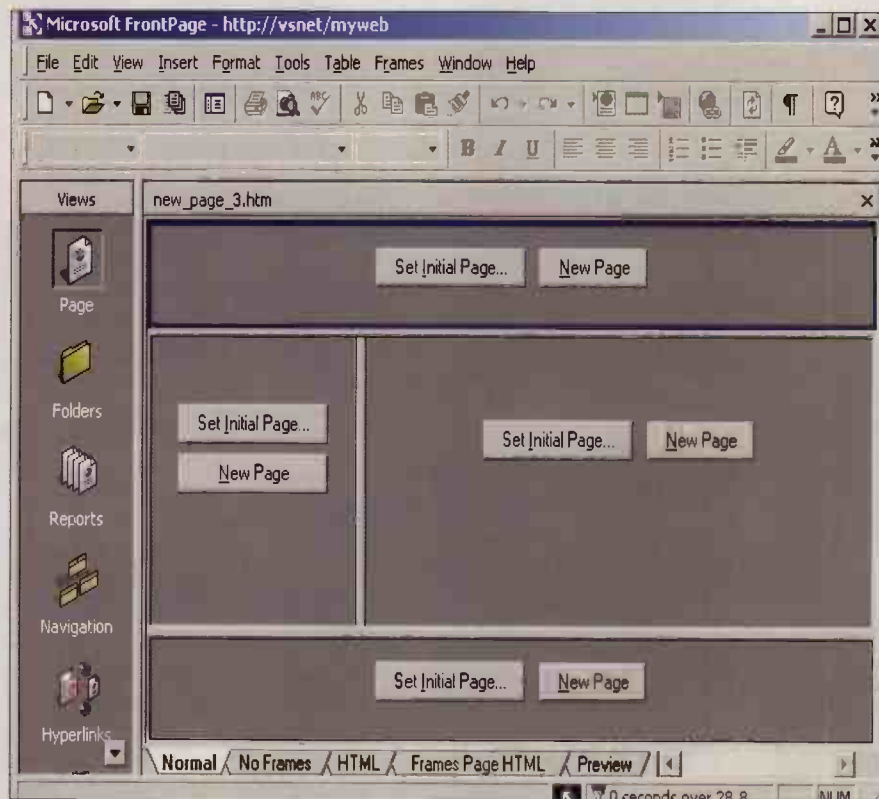 Microsoft FrontPage - http://vsnet/myweb
File Edit View Insert Format Tools Table Frames Window Help
ABC
B I U A
Views new_page_3.htm
Set Initial Page... New Page
Page
Folders
Set Initial Page...
New Page
Set Initial Page... New Page
Reports
Navigation
Set Initial Page... New Page
Hyperlinks
Normal No Frames HTML Frames Page HTML Preview
0 seconds over 28.8 NUM